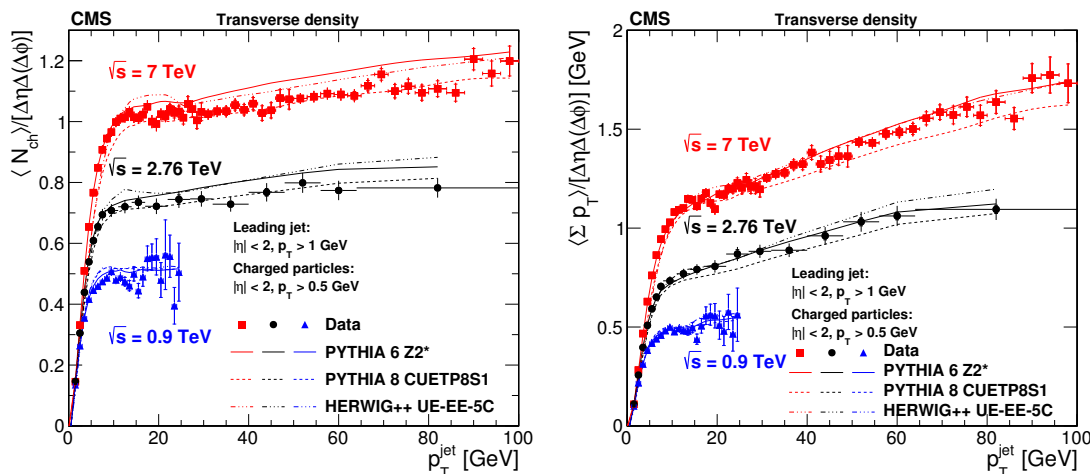 CMS Transverse density
⟨ N_ch⟩/[ΔηΔ(Δϕ)]
1.2
1
0.8
0.6
0.4
0.2
0
√s = 7 TeV
√s = 2.76 TeV
Leading jet:
|η| < 2, p_T > 1 GeV
Charged particles:
|η| < 2, p_T > 0.5 GeV
√s = 0.9 TeV
Data
PYTHIA 6 Z2*
PYTHIA 8 CUETP8S1
HERWIG++ UE-EE-5C
0 20 40 60 80 100
p_T^jet [GeV]
CMS Transverse density
⟨Σ p_T⟩/[ΔηΔ(Δϕ)] [GeV]
2
1.5
1
0.5
0
√s = 7 TeV
√s = 2.76 TeV
Leading jet:
|η| < 2, p_T > 1 GeV
Charged particles:
|η| < 2, p_T > 0.5 GeV
√s = 0.9 TeV
Data
PYTHIA 6 Z2*
PYTHIA 8 CUETP8S1
HERWIG++ UE-EE-5C
0 20 40 60 80 100
p_T^jet [GeV]